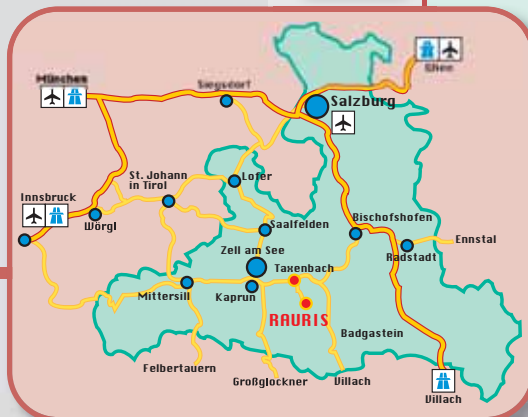 München
Siegsdorf
Wien
Salzburg
St. Johann
in Tirol
Lofer
Innsbruck
Wörgl
Saalfelden
Bischofshofen
Ennstal
Radstadt
Zell am See
Taxenbach
Mittersill
Kaprun
RAURIS
Badgastein
Felbertauern
Großglockner
Villach
Villach